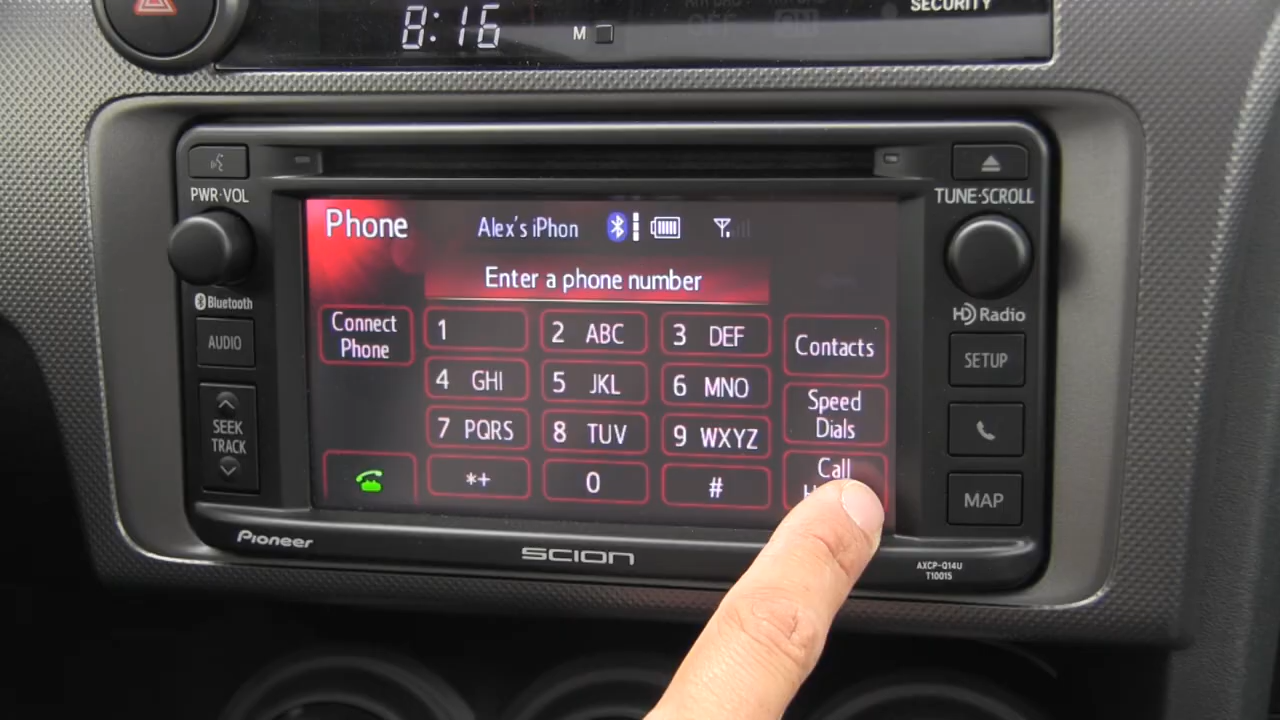 SECURITY
8:16
M
PWR·VOL
TUNE·SCROLL
Phone
Alex's iPhon
Enter a phone number
Bluetooth
HD Radio
Connect
Phone
1
2 ABC
3 DEF
Contacts
AUDIO
SETUP
4 GHI
5 JKL
6 MNO
Speed
Dials
SEEK
TRACK
7 PQRS
8 TUV
9 WXYZ
Call
*+
0
#
MAP
Pioneer
SCION
AXCP-Q14U
T10015